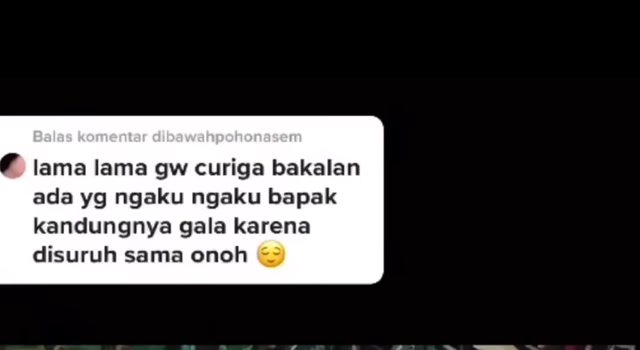 Balas komentar dibawahpohonasem
lama lama gw curiga bakalan
ada yg ngaku ngaku bapak
kandungnya gala karena
disuruh sama onoh 😌